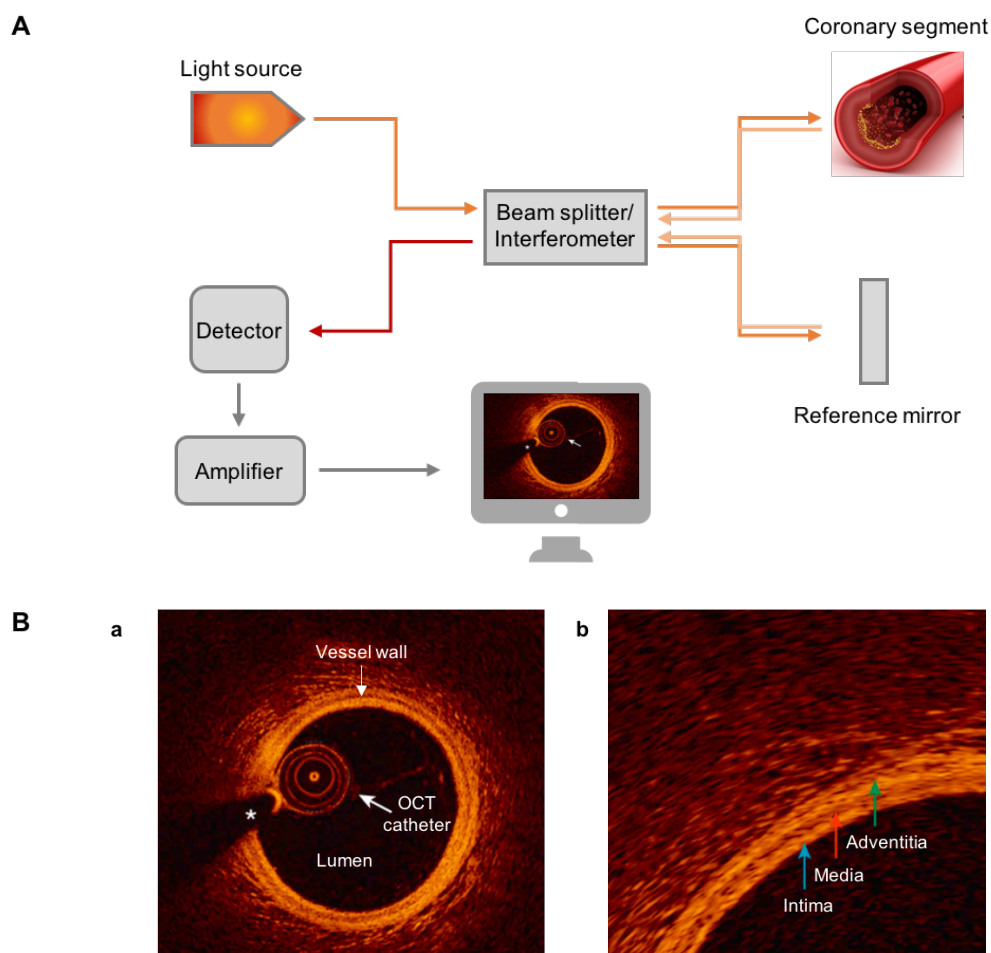 A
Coronary segment
Light source
Beam splitter/
Interferometer
Detector
Reference mirror
Amplifier
*
B
a
b
Vessel wall
*
OCT
catheter
Lumen
Adventitia
Media
Intima